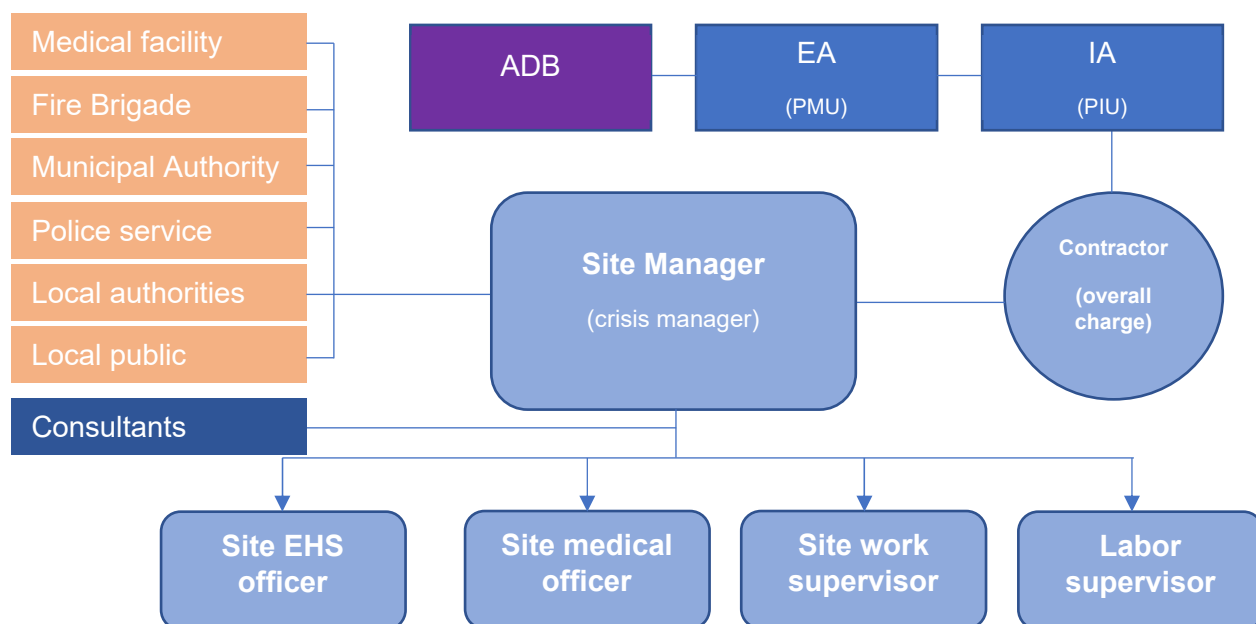 Medical facility
Fire Brigade
Municipal Authority
Police service
Local authorities
Local public
Consultants
ADB
EA
(PMU)
IA
(PIU)
Site Manager
(crisis manager)
Contractor
(overall
charge)
Site EHS
officer
Site medical
officer
Site work
supervisor
Labor
supervisor